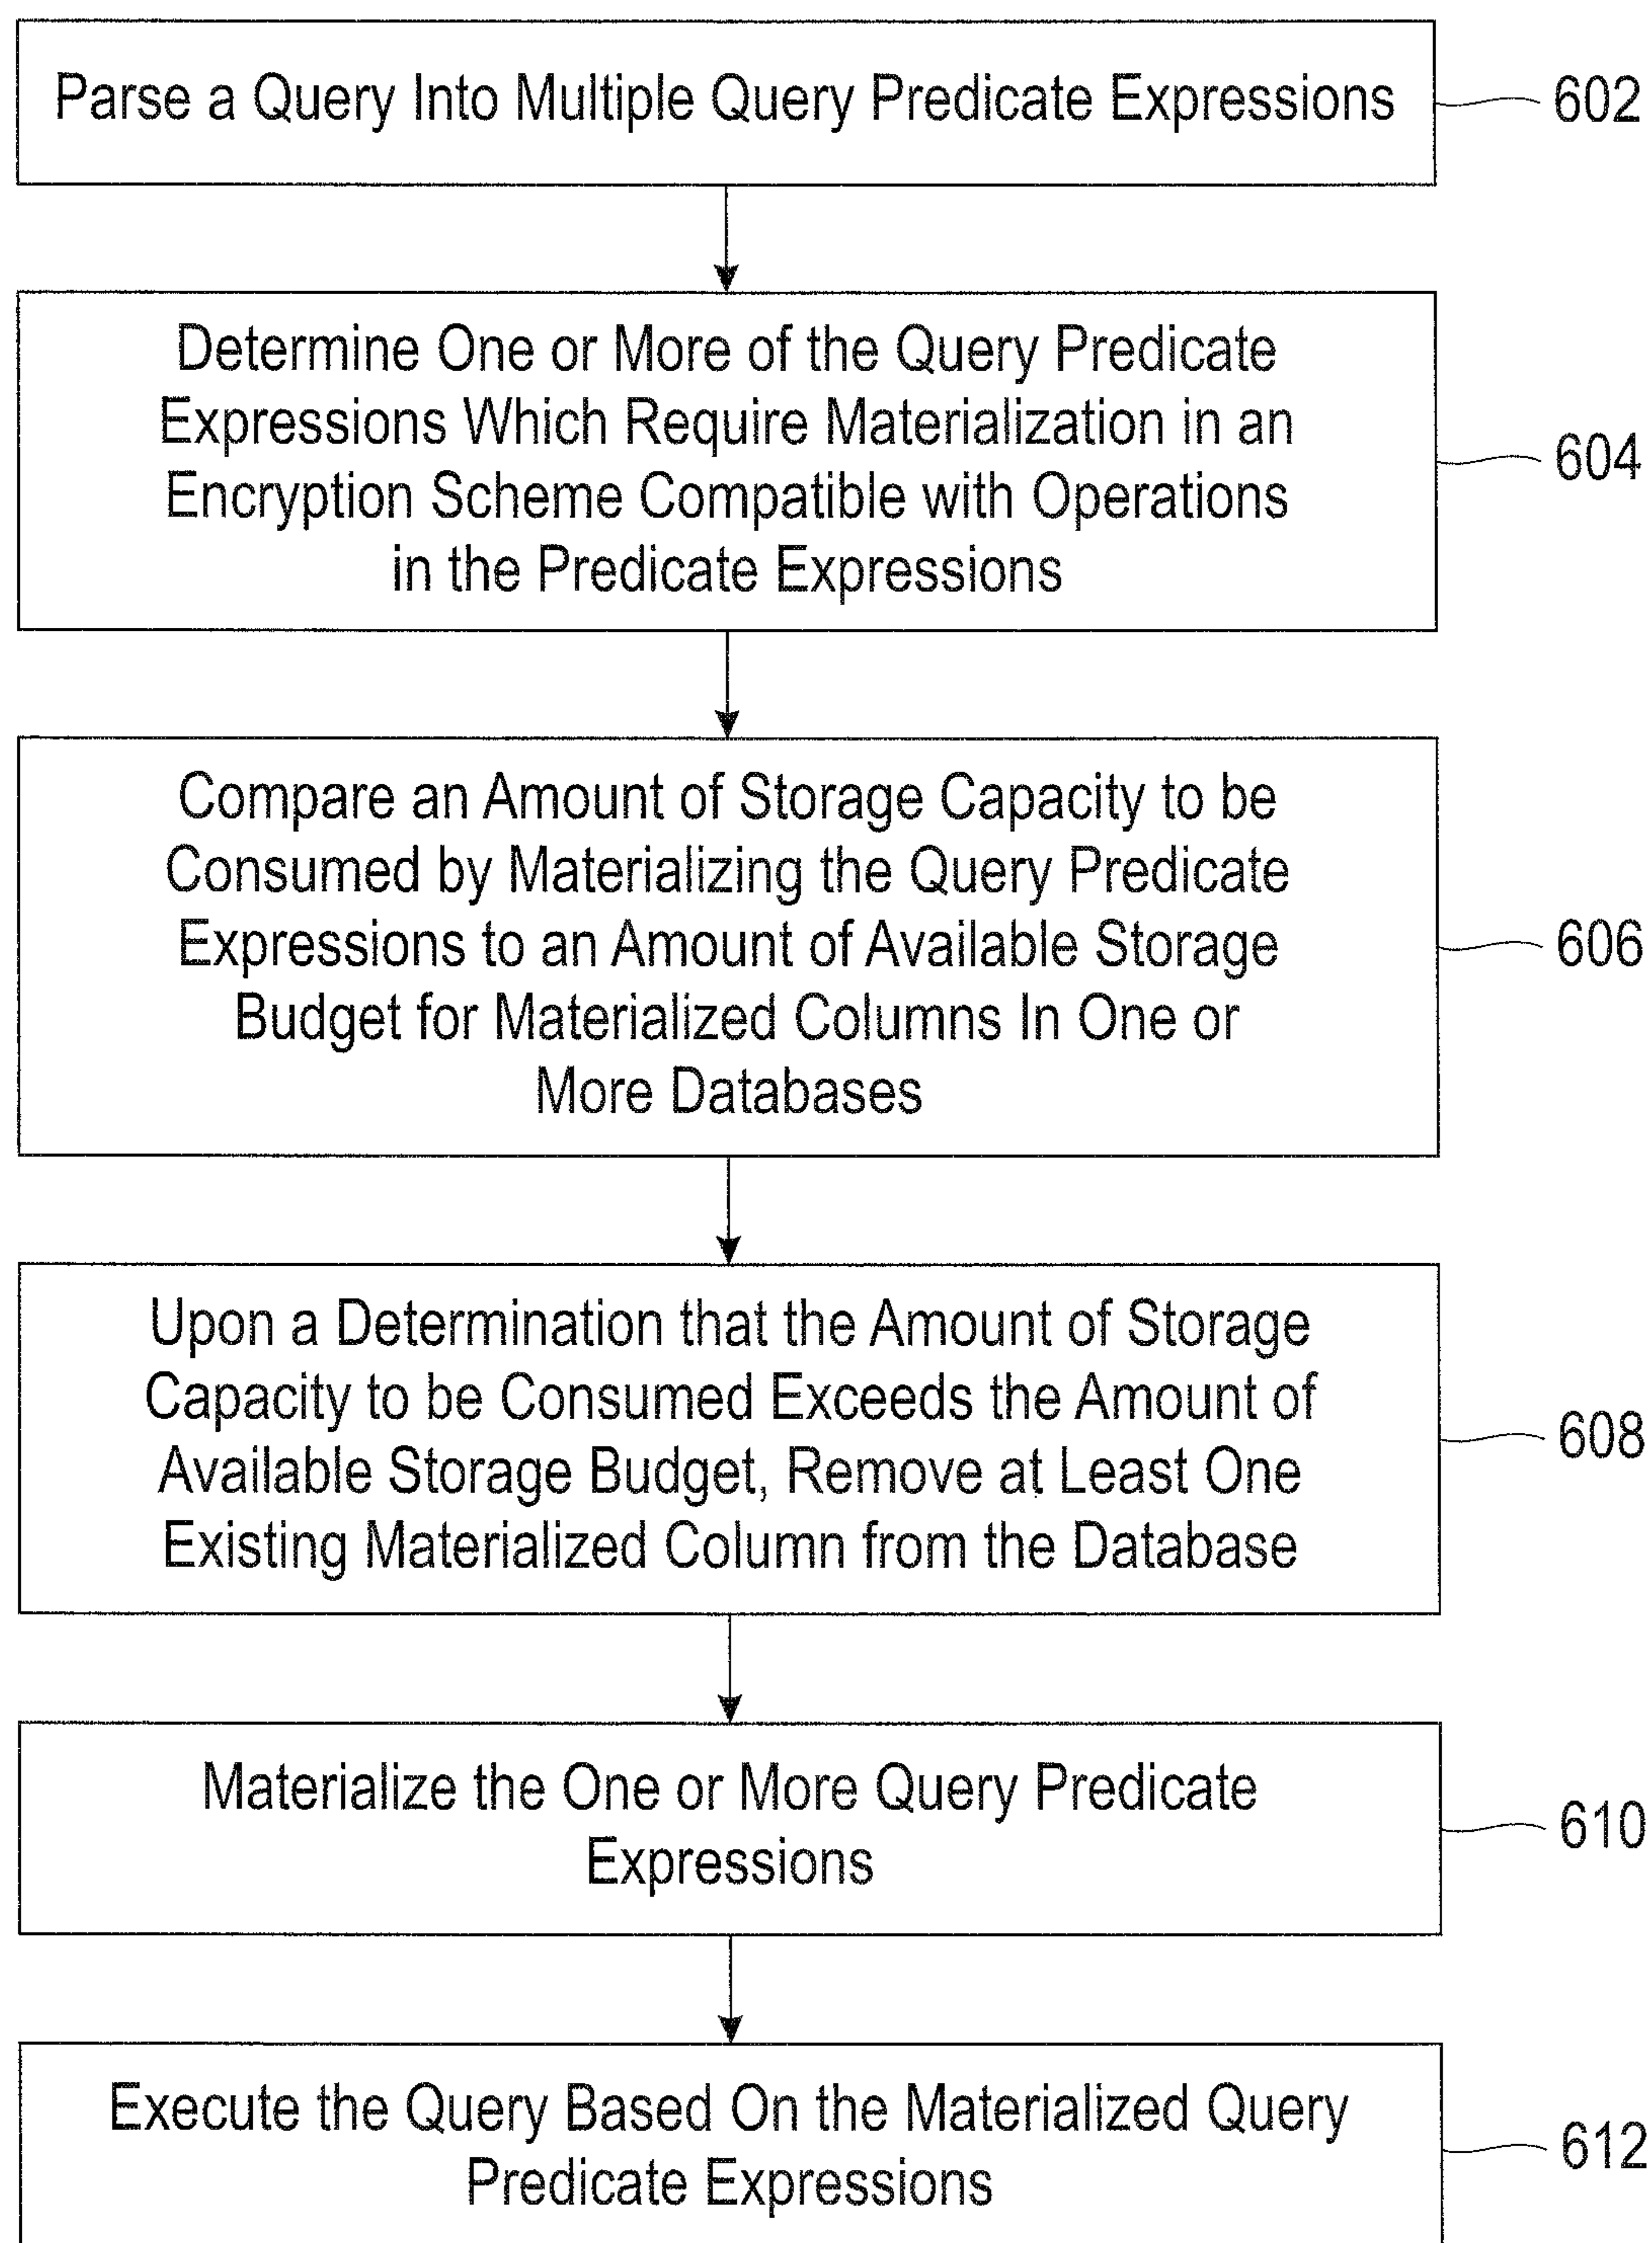 Parse a Query Into Multiple Query Predicate Expressions
602
Determine One or More of the Query Predicate
Expressions Which Require Materialization in an
Encryption Scheme Compatible with Operations
in the Predicate Expressions
604
Compare an Amount of Storage Capacity to be
Consumed by Materializing the Query Predicate
Expressions to an Amount of Available Storage
Budget for Materialized Columns In One or
More Databases
606
Upon a Determination that the Amount of Storage
Capacity to be Consumed Exceeds the Amount of
Available Storage Budget, Remove at Least One
Existing Materialized Column from the Database
608
Materialize the One or More Query Predicate
Expressions
610
Execute the Query Based On the Materialized Query
Predicate Expressions
612